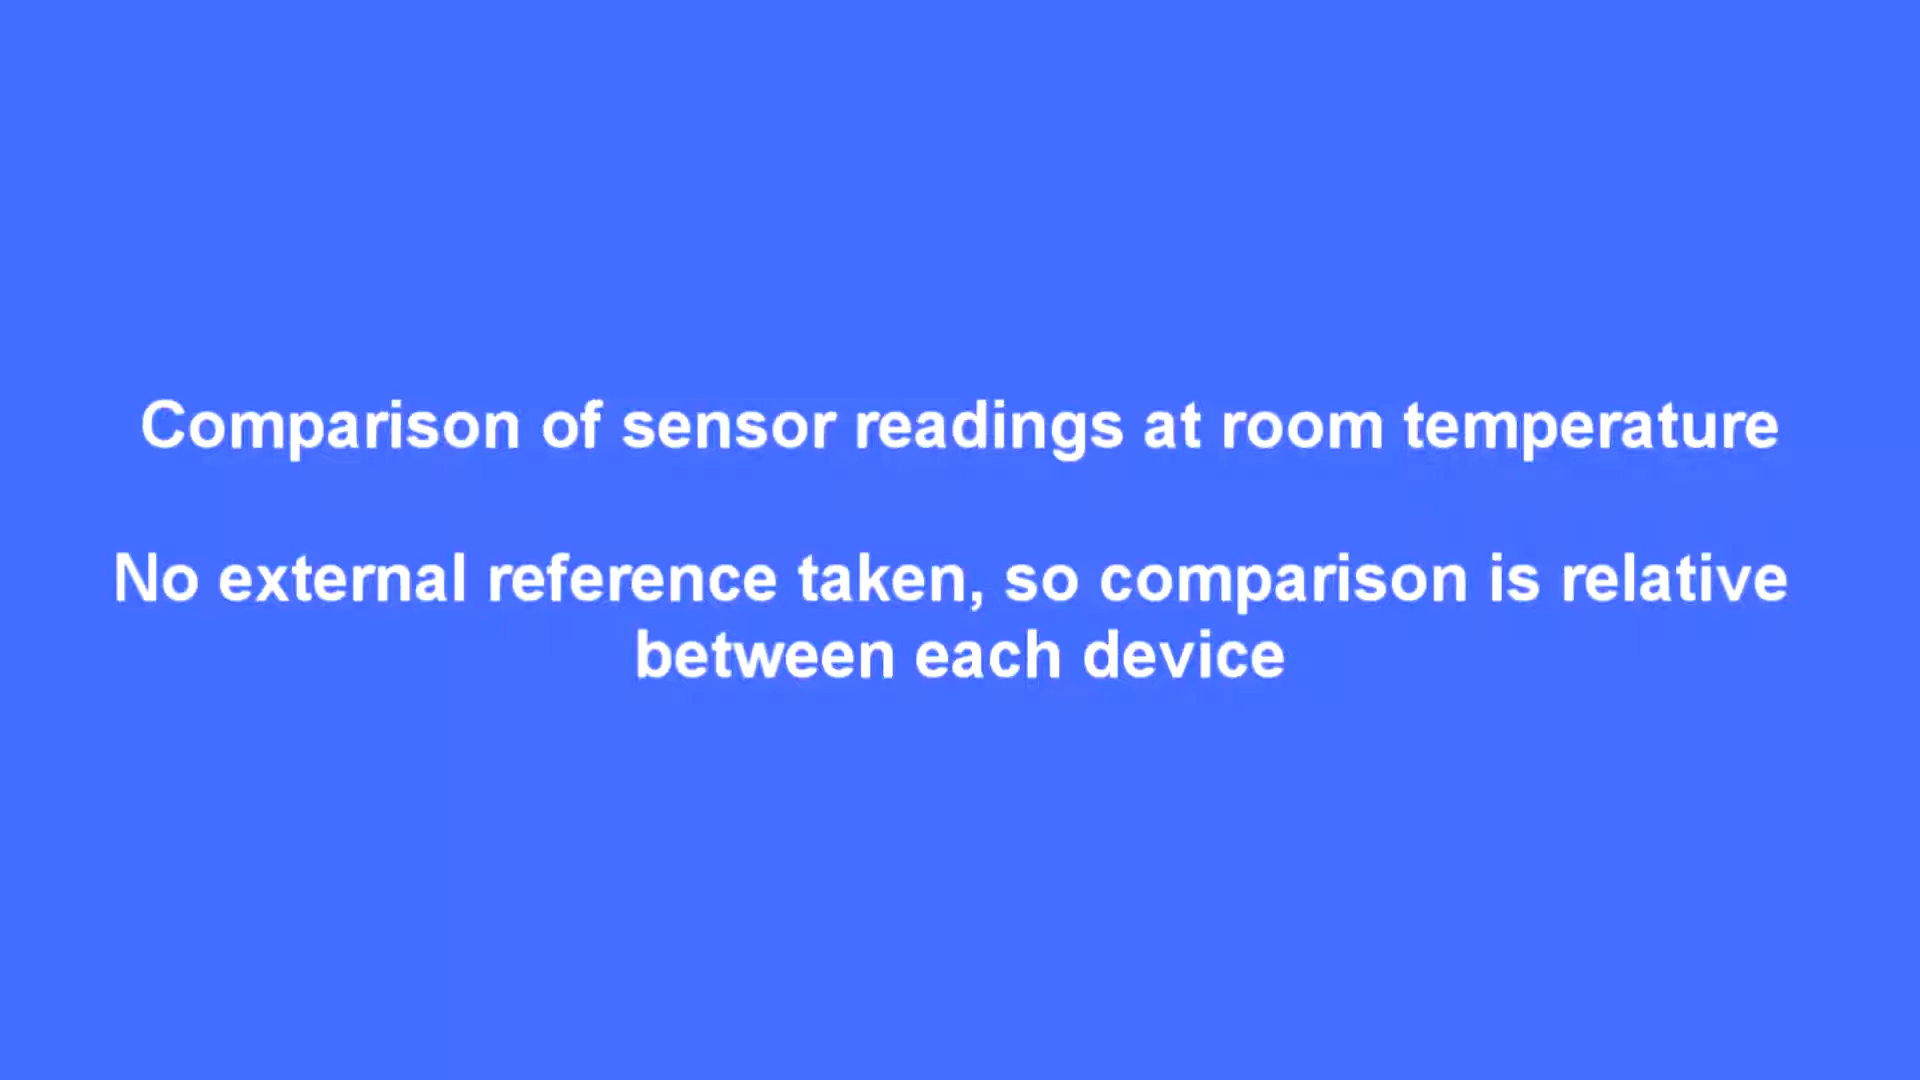 Comparison of sensor readings at room temperature
No external reference taken, so comparison is relative
between each device